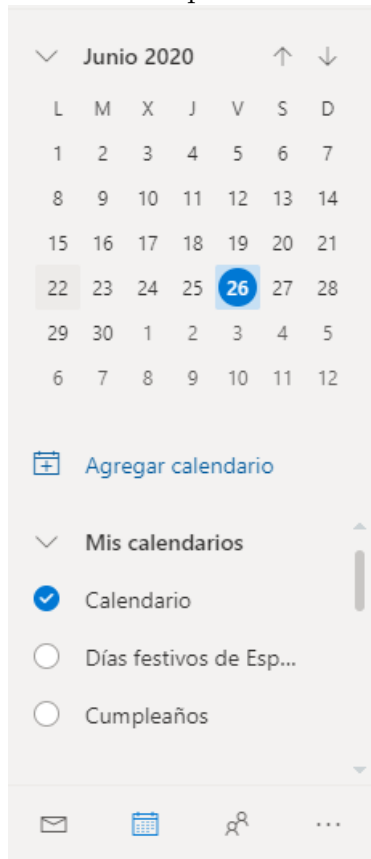 Junio 2020
L M X J V S D
1 2 3 4 5 6 7
8 9 10 11 12 13 14
15 16 17 18 19 20 21
22 23 24 25 26 27 28
29 30 1 2 3 4 5
6 7 8 9 10 11 12
Agregar calendario
Mis calendarios
Calendario
Días festivos de Esp...
Cumpleaños